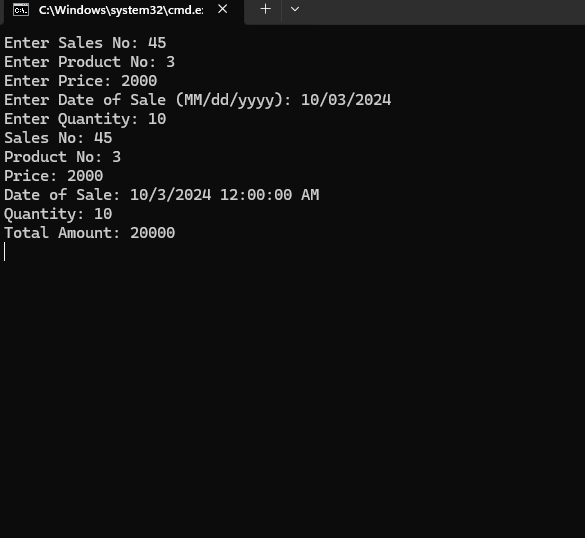 C:\Windows\system32\cmd.e:
Enter Sales No: 45
Enter Product No: 3
Enter Price: 2000
Enter Date of Sale (MM/dd/yyyy): 10/03/2024
Enter Quantity: 10
Sales No: 45
Product No: 3
Price: 2000
Date of Sale: 10/3/2024 12:00:00 AM
Quantity: 10
Total Amount: 20000